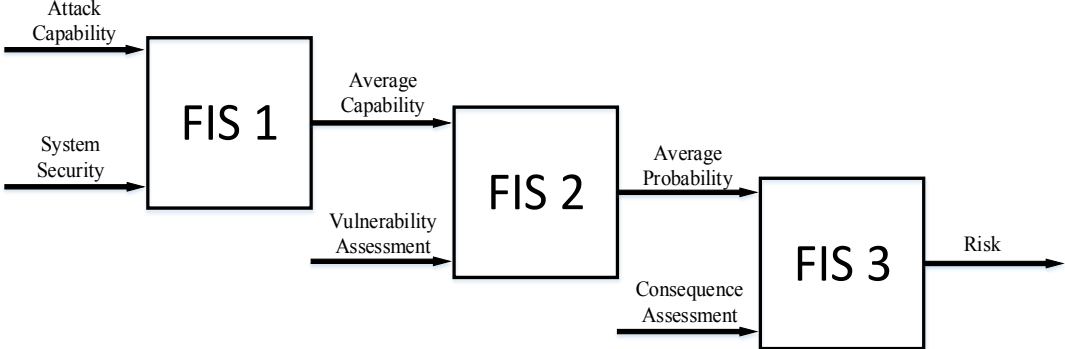 Attack
Capability
System
Security
FIS 1
Average
Capability
Vulnerability
Assessment
FIS 2
Average
Probability
Consequence
Assessment
FIS 3
Risk